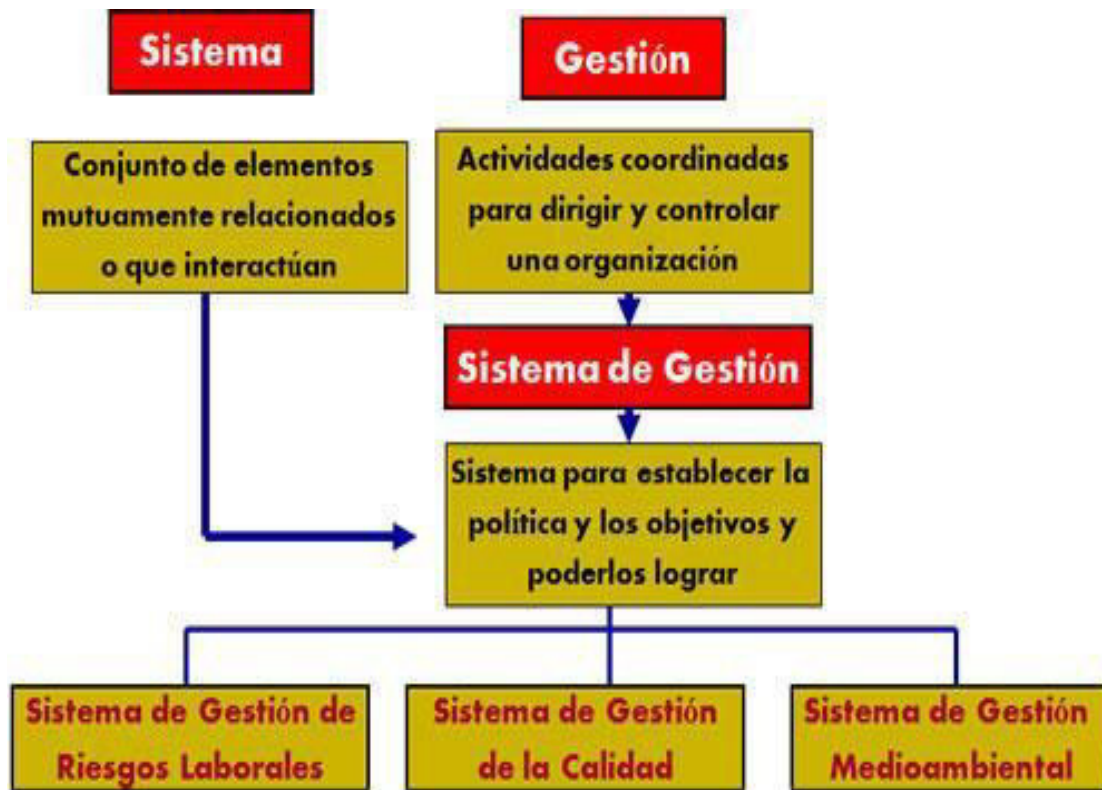 Sistema
Gestión
Conjunto de elementos
mutuamente relacionados
o que interactúan
Actividades coordinadas
para dirigir y controlar
una organización
Sistema de Gestión
Sistema para establecer la
política y los objetivos y
poderlos lograr
Sistema de Gestión de
Riesgos Laborales
Sistema de Gestión
de la Calidad
Sistema de Gestión
Medioambiental